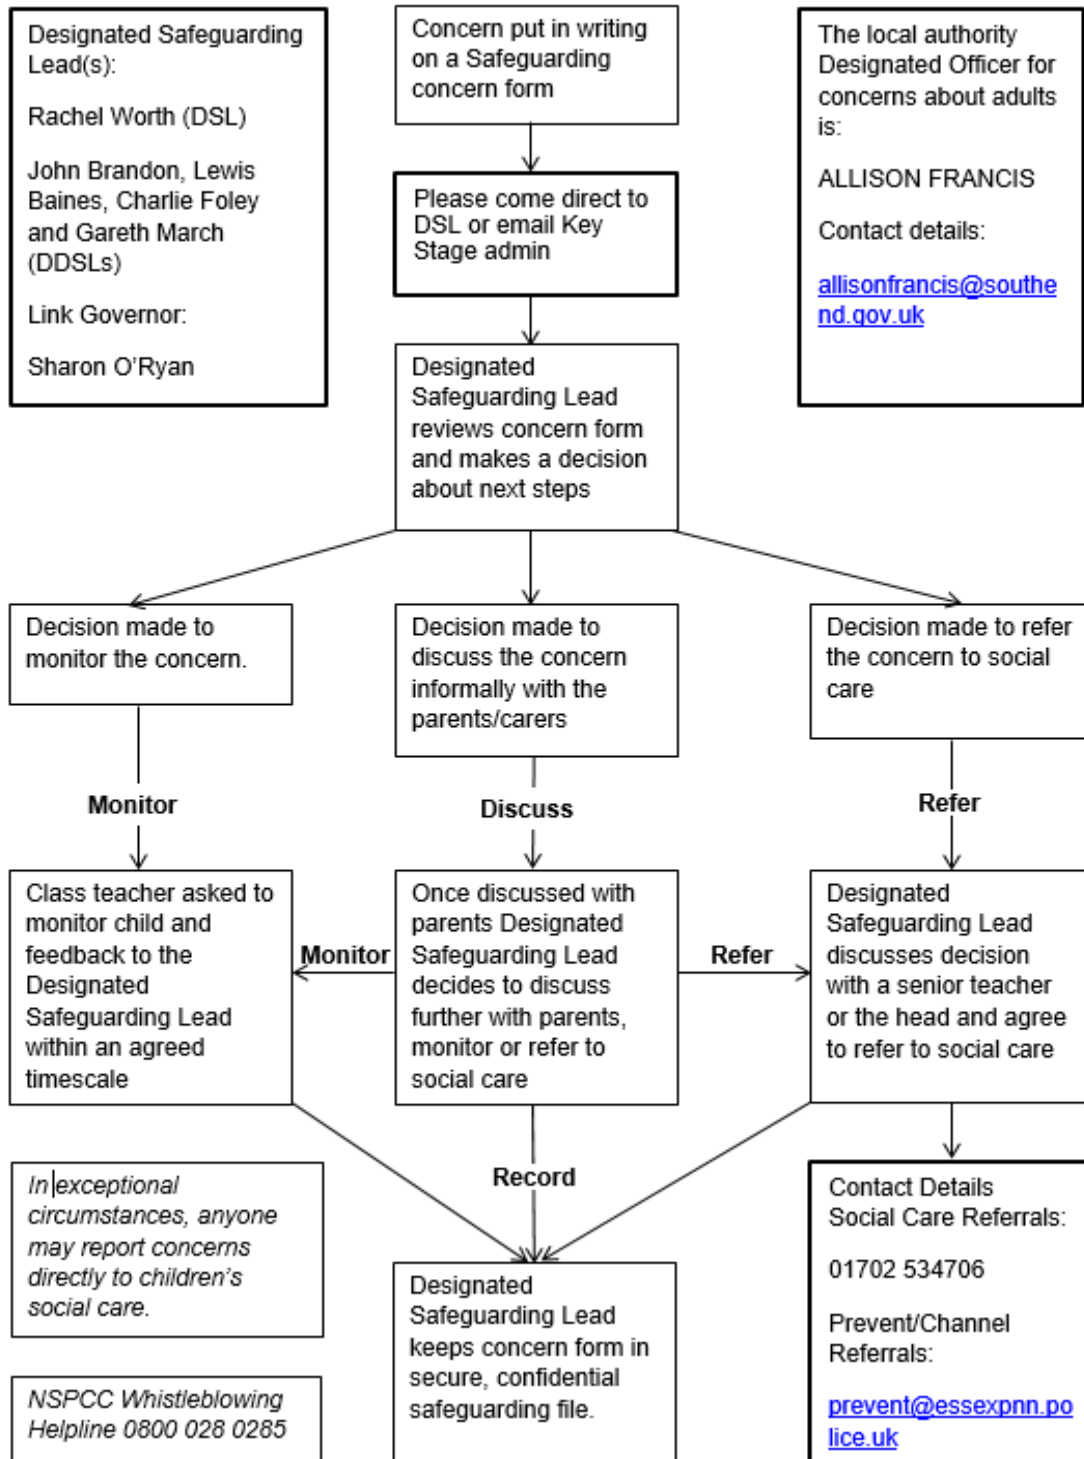 Designated Safeguarding
Lead(s):
Rachel Worth (DSL)
John Brandon, Lewis
Baines, Charlie Foley
and Gareth March
(DDSLs)
Link Governor:
Sharon O'Ryan
Concern put in writing
on a Safeguarding
concern form
The local authority
Designated Officer for
concerns about adults
is:
ALLISON FRANCIS
Contact details:
allisonfrancis@southe
nd.gov.uk
Please come direct to
DSL or email Key
Stage admin
Designated
Safeguarding Lead
reviews concern form
and makes a decision
about next steps
Decision made to
monitor the concern.
Decision made to
discuss the concern
informally with the
parents/carers
Decision made to refer
the concern to social
care
Monitor
Discuss
Refer
Class teacher asked to
monitor child and
feedback to the
Designated
Safeguarding Lead
within an agreed
timescale
Monitor
Once discussed with
parents Designated
Safeguarding Lead
decides to discuss
further with parents,
monitor or refer to
social care
Refer
Designated
Safeguarding Lead
discusses decision
with a senior teacher
or the head and agree
to refer to social care
Record
In exceptional
circumstances, anyone
may report concerns
directly to children's
social care.
NSPCC Whistleblowing
Helpline 0800 028 0285
Designated
Safeguarding Lead
keeps concern form in
secure, confidential
safeguarding file.
Contact Details
Social Care Referrals:
01702 534706
Prevent/Channel
Referrals:
prevent@essexpnn.po
lice.uk